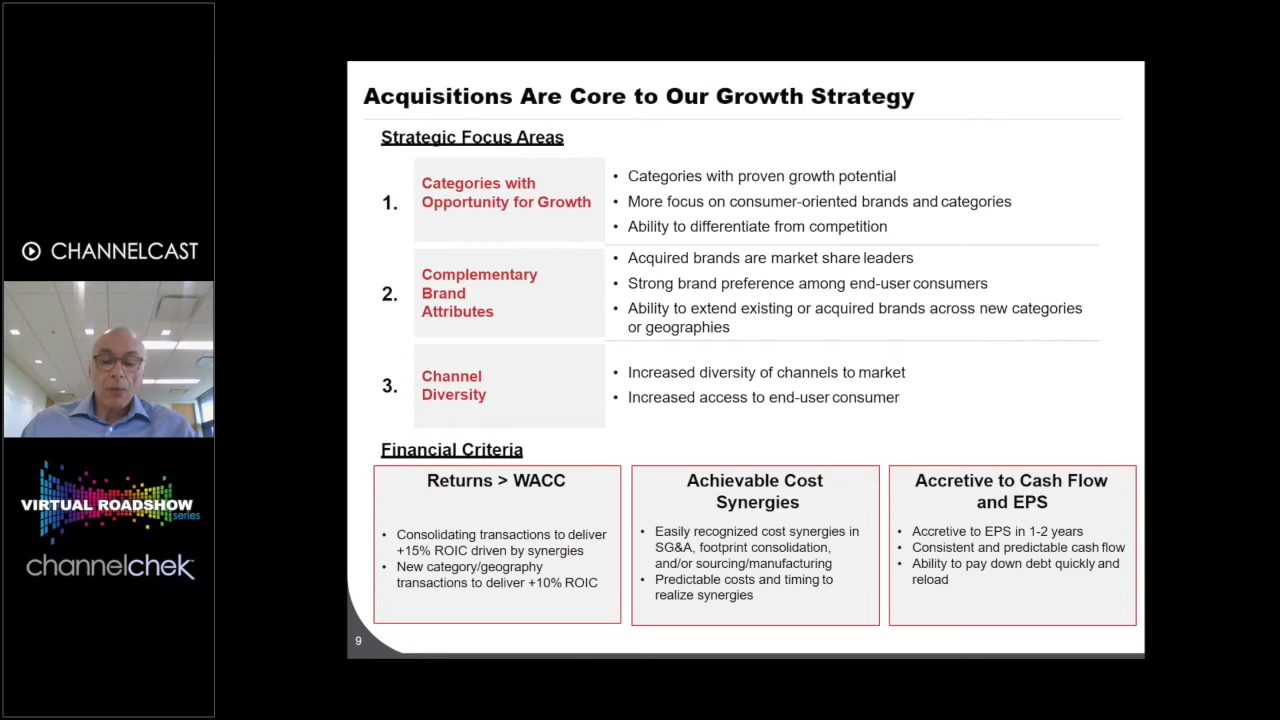 Acquisitions Are Core to Our Growth Strategy
Strategic Focus Areas
1.
Categories with
Opportunity for Growth
• Categories with proven growth potential
• More focus on consumer-oriented brands and categories
• Ability to differentiate from competition
2.
Complementary
Brand
Attributes
• Acquired brands are market share leaders
• Strong brand preference among end-user consumers
• Ability to extend existing or acquired brands across new categories
or geographies
3.
Channel
Diversity
• Increased diversity of channels to market
• Increased access to end-user consumer
Financial Criteria
Returns > WACC
• Consolidating transactions to deliver
+15% ROIC driven by synergies
• New category/geography
transactions to deliver +10% ROIC
Achievable Cost
Synergies
• Easily recognized cost synergies in
SG&A, footprint consolidation,
and/or sourcing/manufacturing
• Predictable costs and timing to
realize synergies
Accretive to Cash Flow
and EPS
• Accretive to EPS in 1-2 years
• Consistent and predictable cash flow
• Ability to pay down debt quickly and
reload
9
CHANNELCAST
VIRTUAL ROADSHOW
series
channelchek